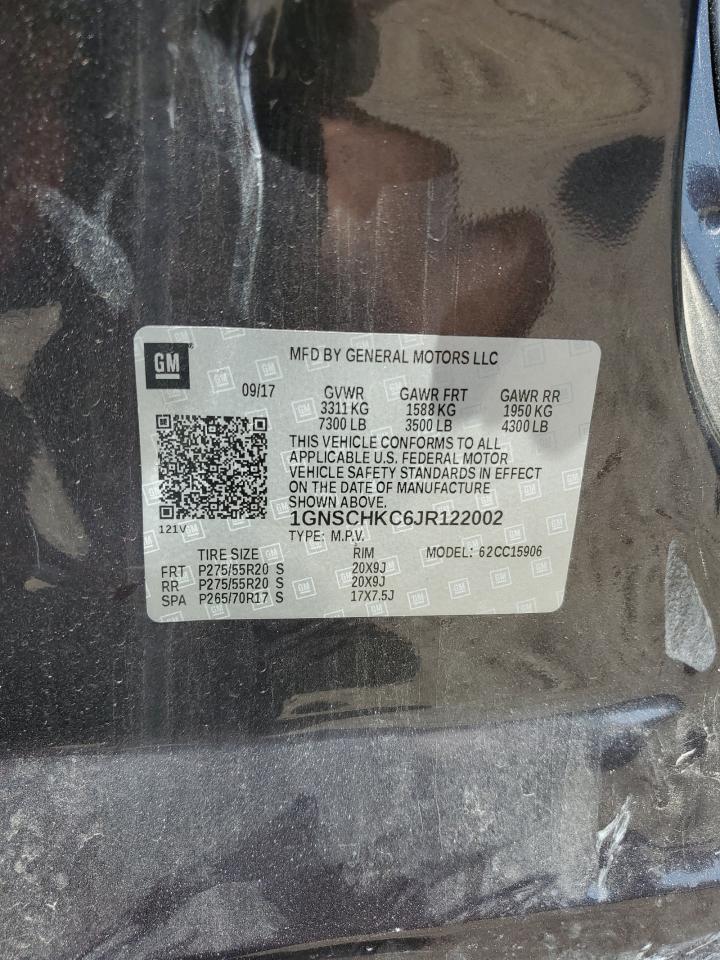 GM
MFD BY GENERAL MOTORS LLC
09/17 GVWR GAWR FRT GAWR RR
3311 KG 1588 KG 1950 KG
7300 LB 3500 LB 4300 LB
THIS VEHICLE CONFORMS TO ALL
APPLICABLE U.S. FEDERAL MOTOR
VEHICLE SAFETY STANDARDS IN EFFECT
ON THE DATE OF MANUFACTURE
SHOWN ABOVE.
121V
1GNSCHKC6JR122002
TYPE: M.P.V.
TIRE SIZE RIM MODEL: 62CC15906
FRT P275/55R20 S 20X9J
RR P275/55R20 S 20X9J
SPA P265/70R17 S 17X7.5J